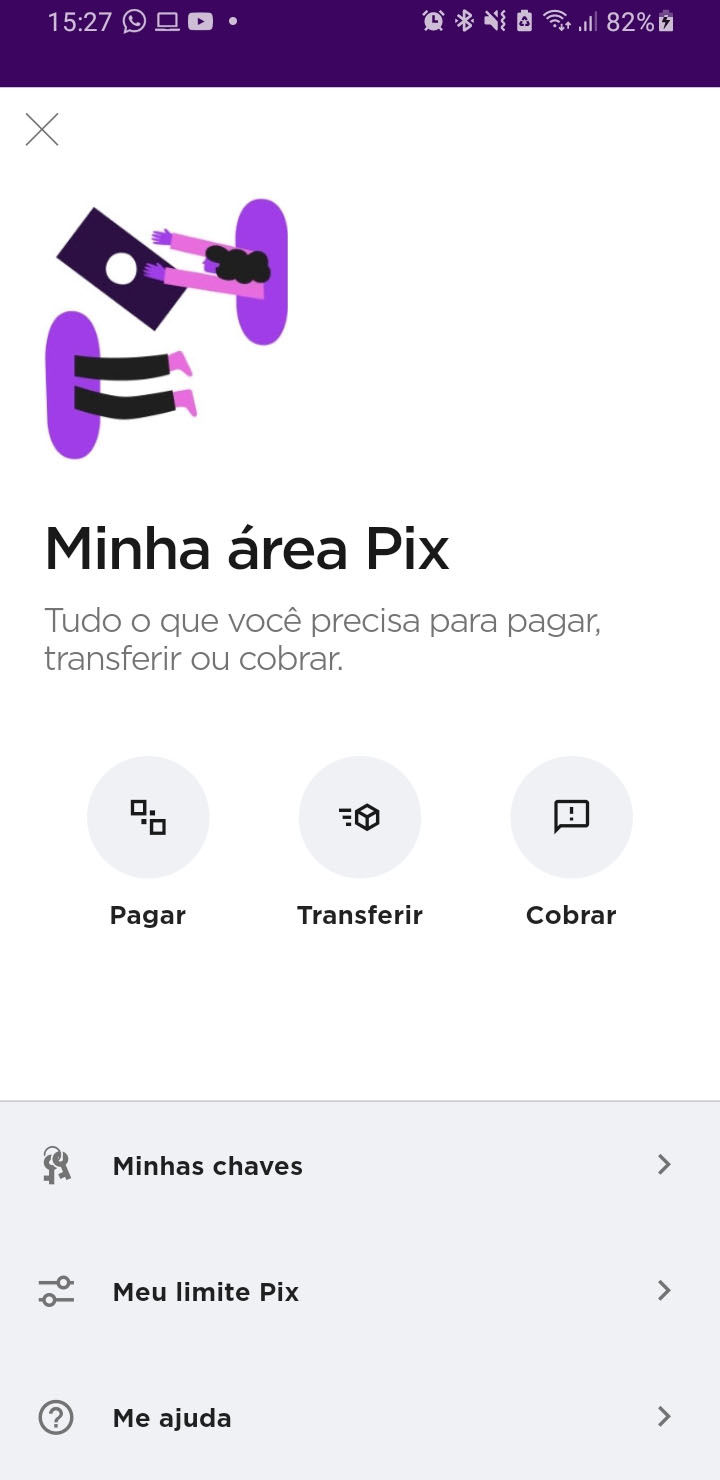 15:27 82%
Minha área Pix
Tudo o que você precisa para pagar,
transferir ou cobrar.
Pagar Transferir Cobrar
Minhas chaves
Meu limite Pix
Me ajuda